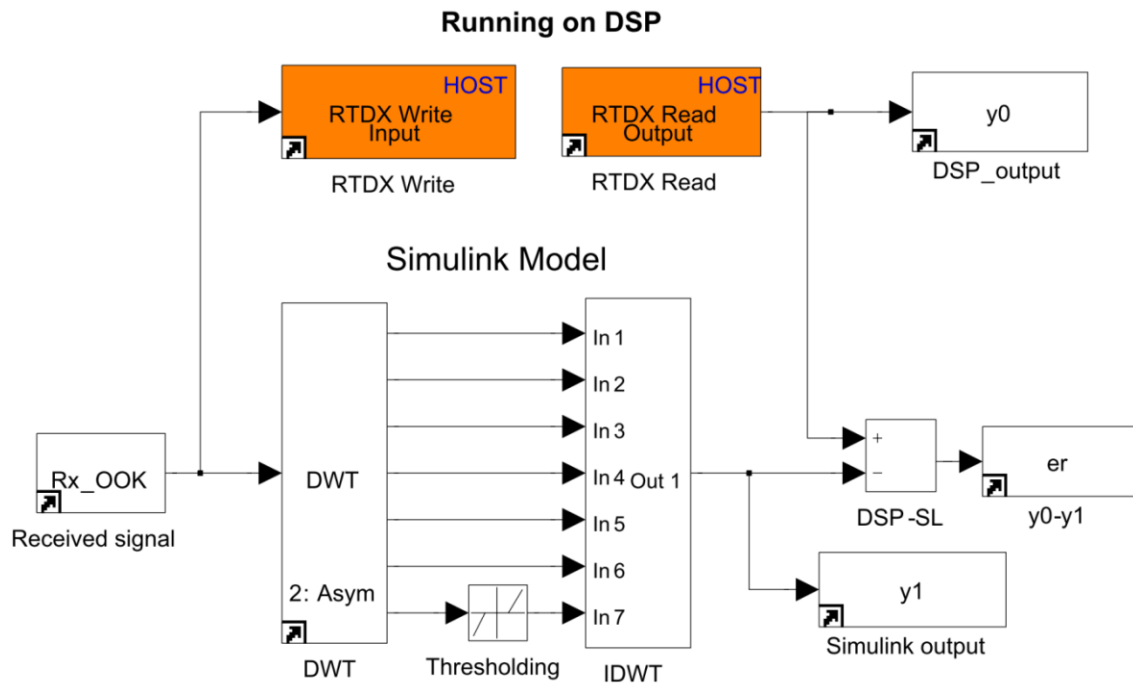 Running on DSP
HOST
RTDX Write
Input
RTDX Write
HOST
RTDX Read
Output
RTDX Read
y0
DSP_output
Simulink Model
Rx_OOK
Received signal
DWT
2: Asym
DWT
Thresholding
In 1
In 2
In 3
In 4
In 5
In 6
In 7
Out 1
IDWT
+
−
DSP-SL
er
y0-y1
y1
Simulink output